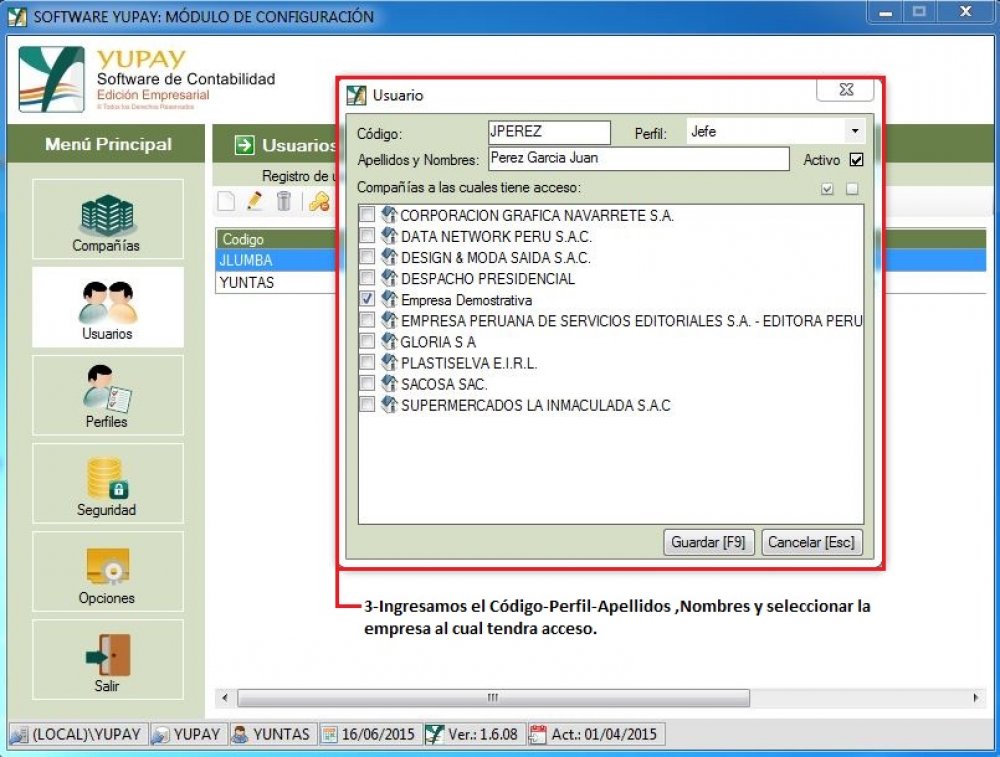 SOFTWARE YUPAY: MÓDULO DE CONFIGURACIÓN
YUPAY
Software de Contabilidad
Edición Empresarial
© Todos los Derechos Reservados
Menú Principal
Compañías
Usuarios
Perfiles
Seguridad
Opciones
Salir
Usuarios
Registro de u
Codigo
JLUMBA
YUNTAS
Usuario
Código: JPEREZ Perfil: Jefe
Apellidos y Nombres: Perez Garcia Juan Activo
Compañías a las cuales tiene acceso:
CORPORACION GRAFICA NAVARRETE S.A.
DATA NETWORK PERU S.A.C.
DESIGN & MODA SAIDA S.A.C.
DESPACHO PRESIDENCIAL
Empresa Demostrativa
EMPRESA PERUANA DE SERVICIOS EDITORIALES S.A. - EDITORA PERU
GLORIA S A
PLASTISELVA E.I.R.L.
SACOSA SAC.
SUPERMERCADOS LA INMACULADA S.A.C
Guardar [F9] Cancelar [Esc]
3-Ingresamos el Código-Perfil-Apellidos ,Nombres y seleccionar la
empresa al cual tendra acceso.
(LOCAL)\YUPAY YUPAY YUNTAS 16/06/2015 Ver.: 1.6.08 Act.: 01/04/2015